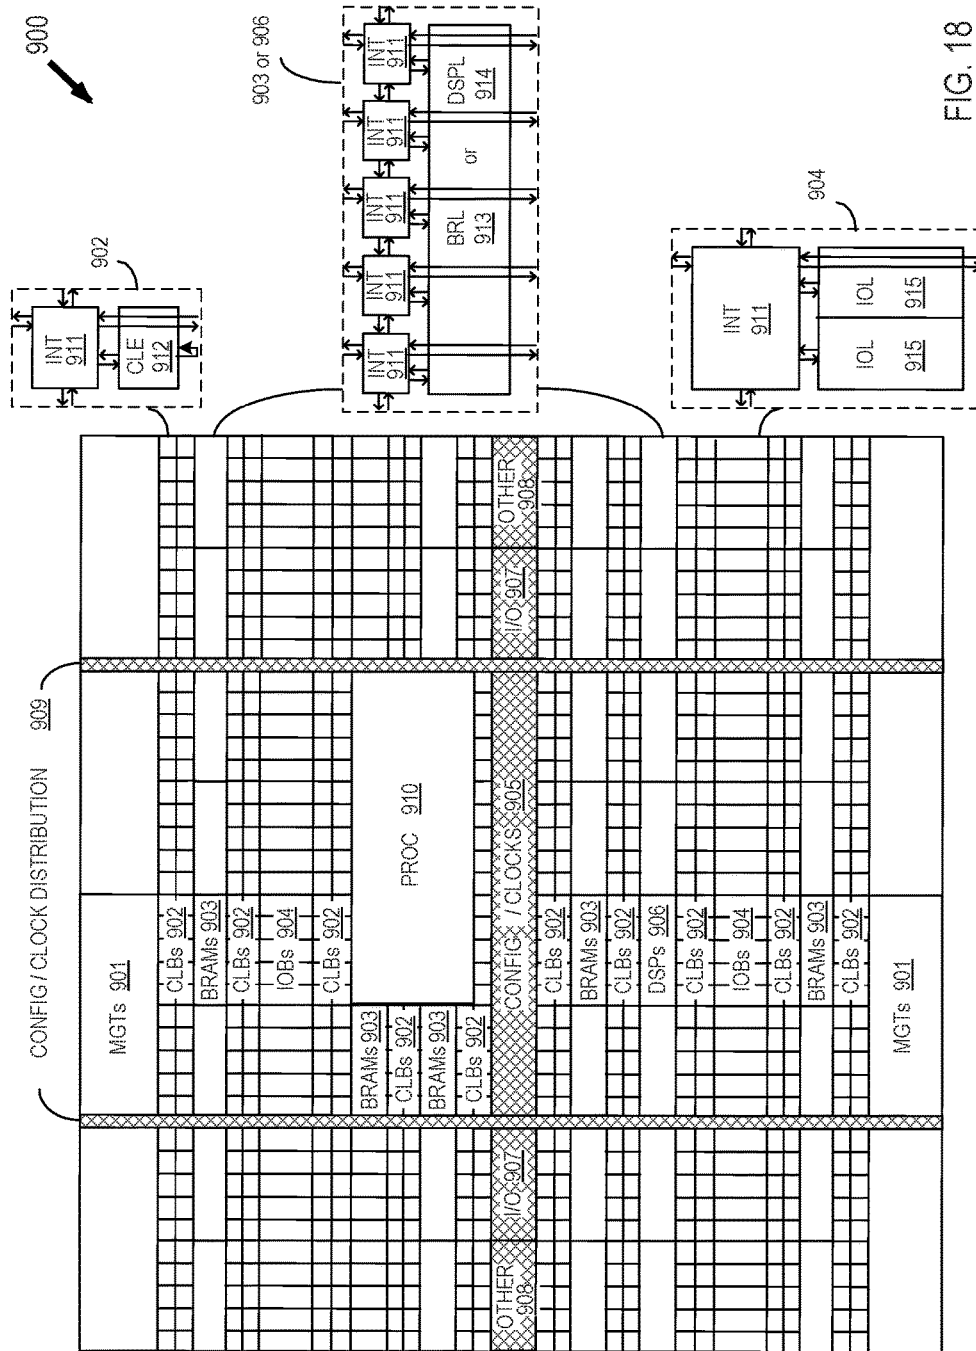 900
CONFIG / CLOCK DISTRIBUTION 909
MGTs 901
CLBs 902
BRAMs 903
CLBs 902
IOBs 904
CLBs 902
BRAMs 903
CLBs 902
BRAMs 903
CLBs 902
PROC 910
OTHER 908
I/O 907
CONFIG / CLOCKS 905
I/O 907
OTHER 908
CLBs 902
BRAMs 903
CLBs 902
DSPs 906
IOBs 904
CLBs 902
BRAMs 903
CLBs 902
MGTs 901
902
INT 911
CLE 912
903 or 906
INT 911
INT 911
INT 911
INT 911
INT 911
BRL 913
or
DSPL 914
904
INT 911
IOL 915
IOL 915
FIG. 18